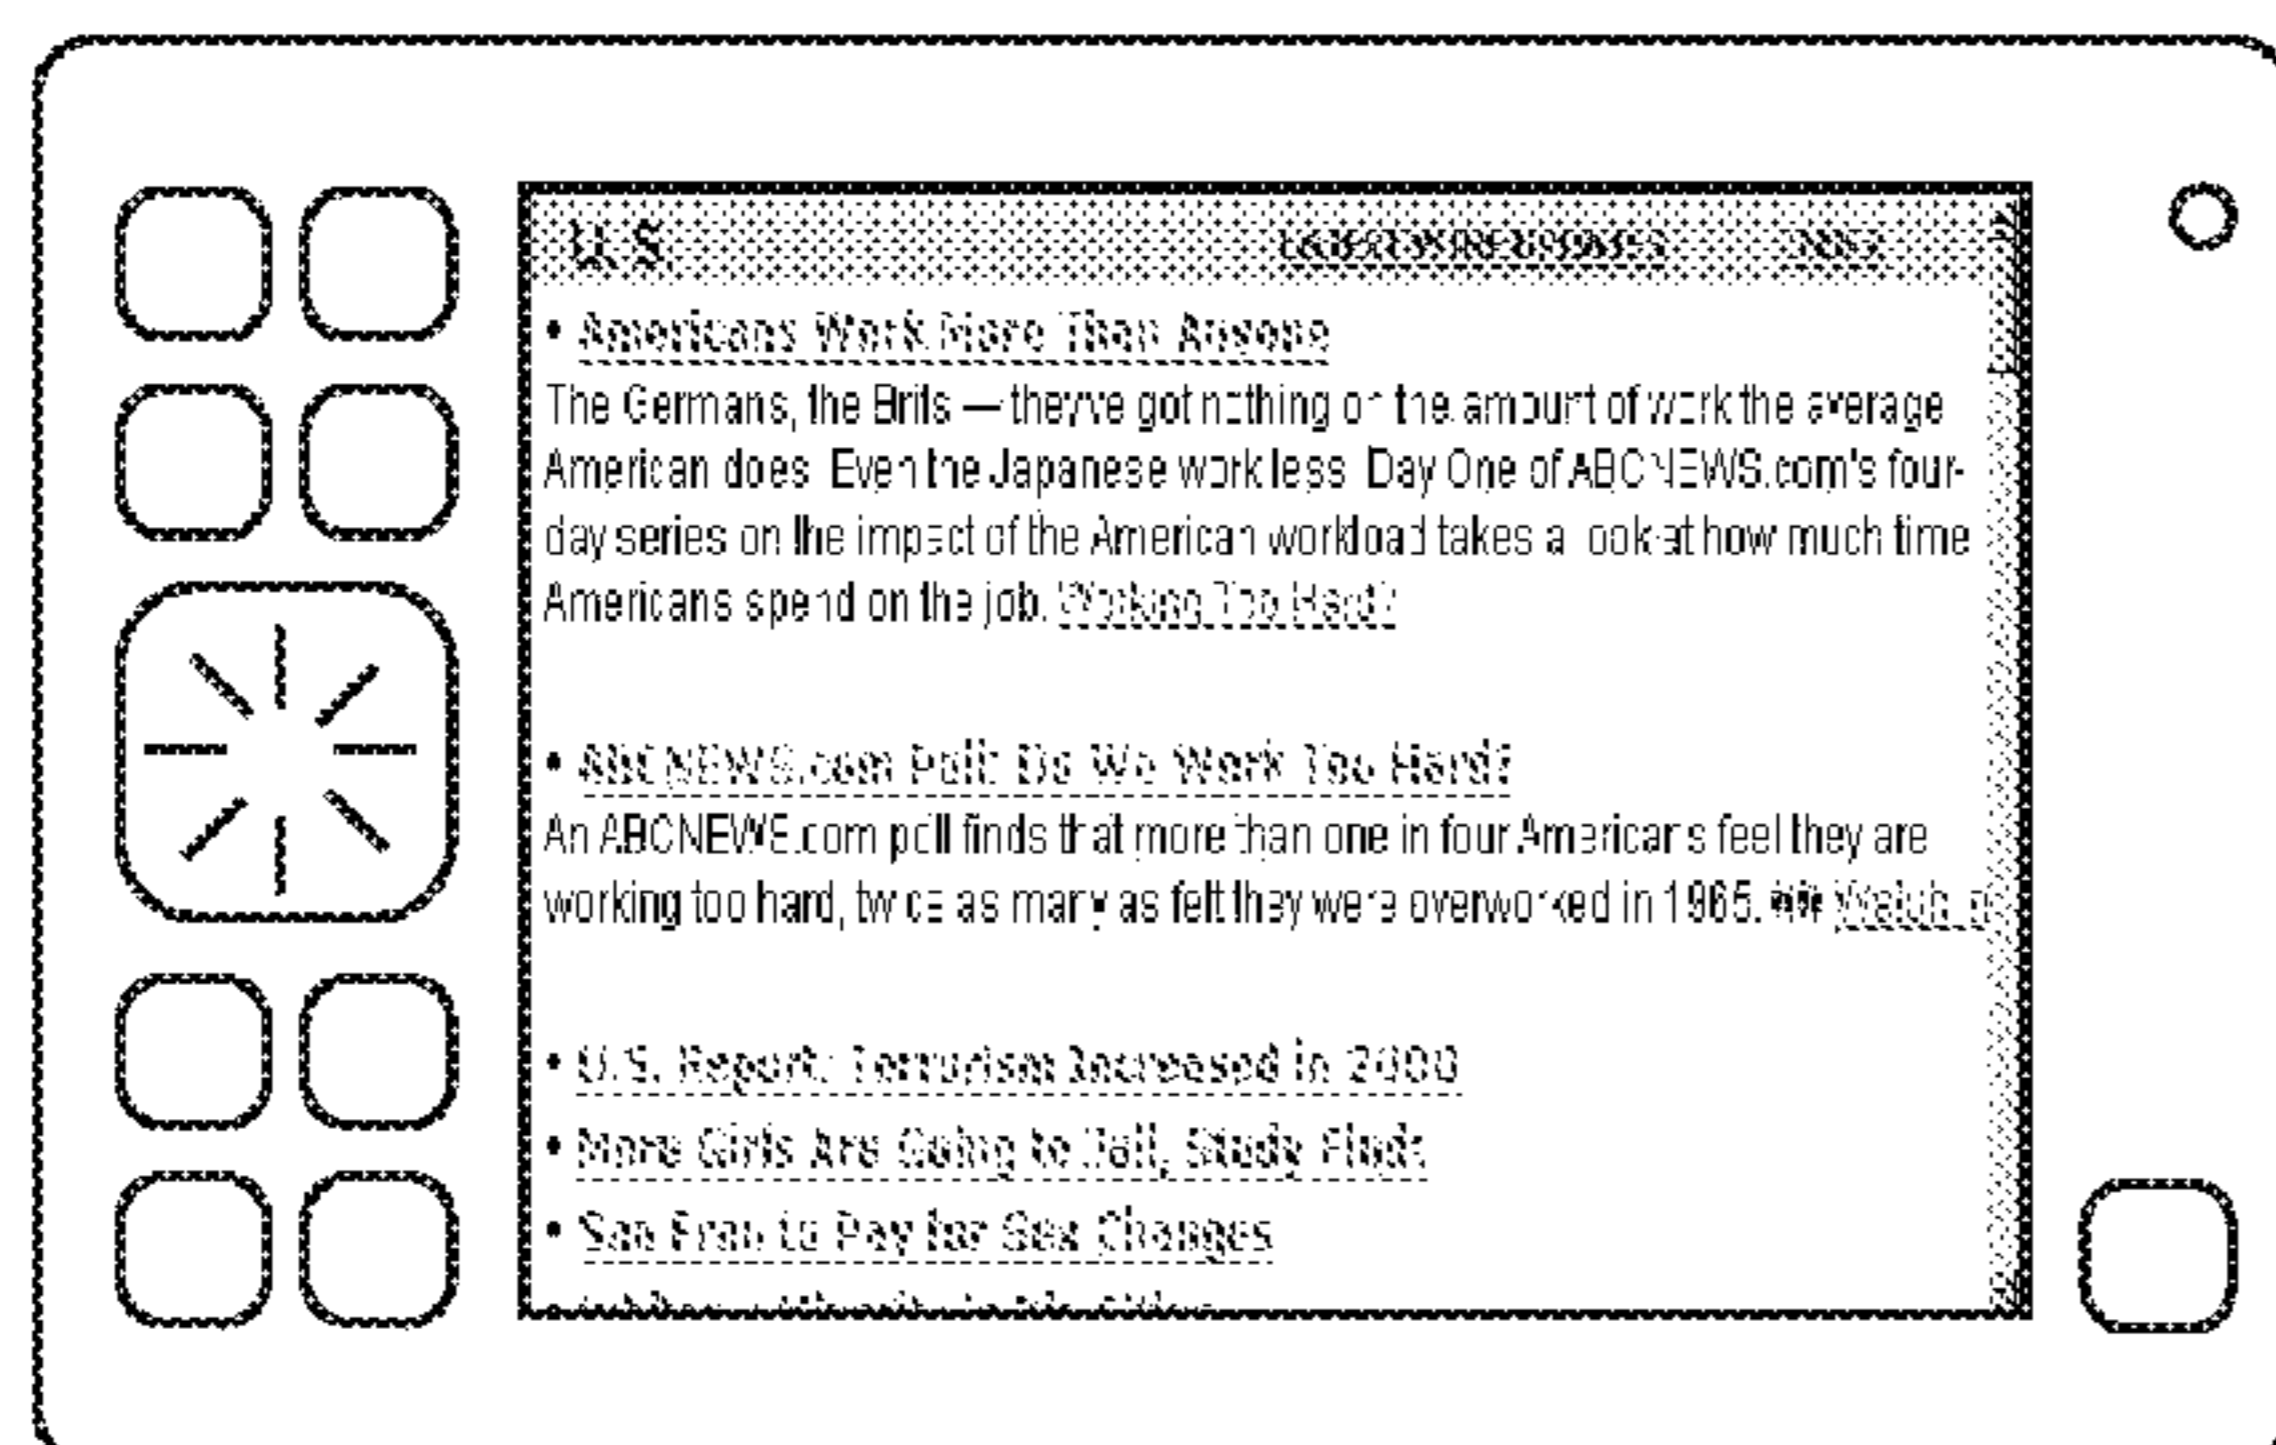 U.S.
• Americans Work More Than Anyone
The Germans, the Brits — they've got nothing on the amount of work the average
American does. Even the Japanese work less. Day One of ABCNEWS.com's four-
day series on the impact of the American workload takes a look at how much time
Americans spend on the job. Working Too Hard?
• ABCNEWS.com Poll: Do We Work Too Hard?
An ABCNEWS.com poll finds that more than one in four Americans feel they are
working too hard, twice as many as felt they were overworked in 1965.
• U.S. Report: Terrorism Increased in 2000
• More Girls Are Going to Jail, Study Finds
• San Fran to Pay for Sex Changes